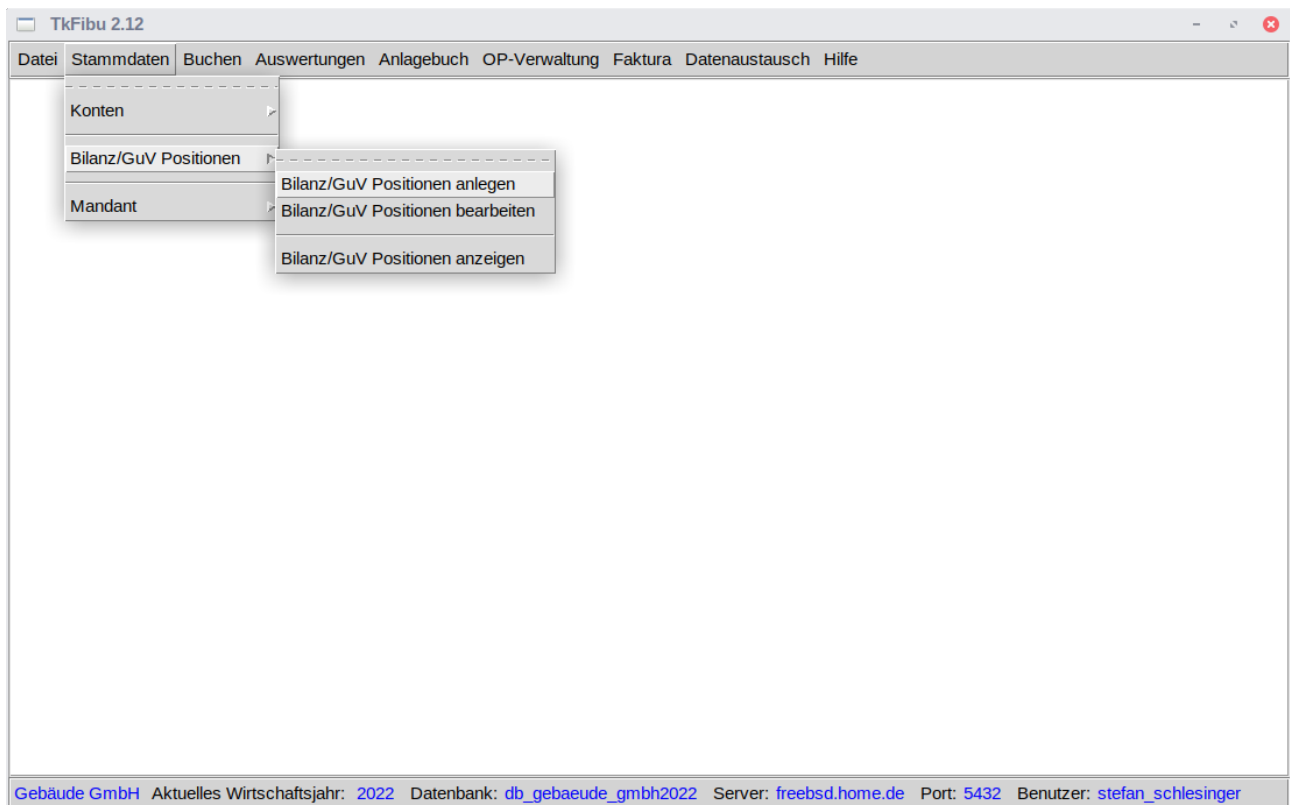 TkFibu 2.12
Datei Stammdaten Buchen Auswertungen Anlagebuch OP-Verwaltung Faktura Datenaustausch Hilfe
Konten
Bilanz/GuV Positionen
Bilanz/GuV Positionen anlegen
Mandant
Bilanz/GuV Positionen bearbeiten
Bilanz/GuV Positionen anzeigen
Gebäude GmbH Aktuelles Wirtschaftsjahr: 2022 Datenbank: db_gebaeude_gmbh2022 Server: freebsd.home.de Port: 5432 Benutzer: stefan_schlesinger